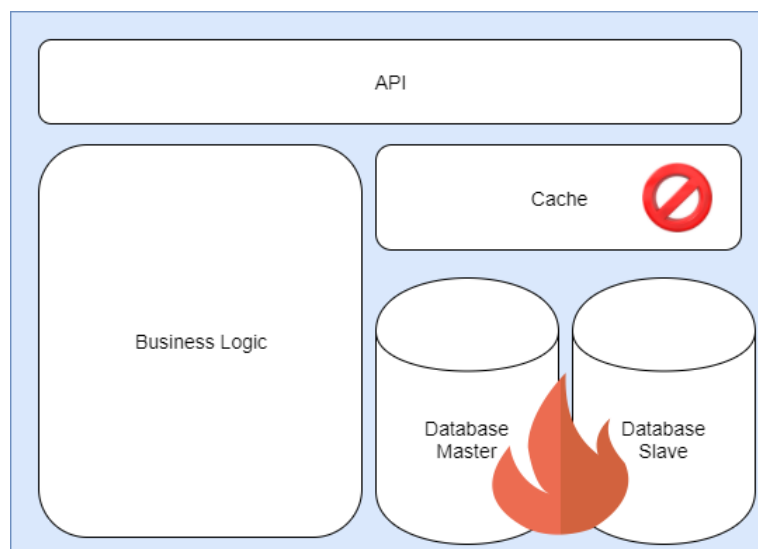 API
Cache
Business Logic
Database
Master
Database
Slave